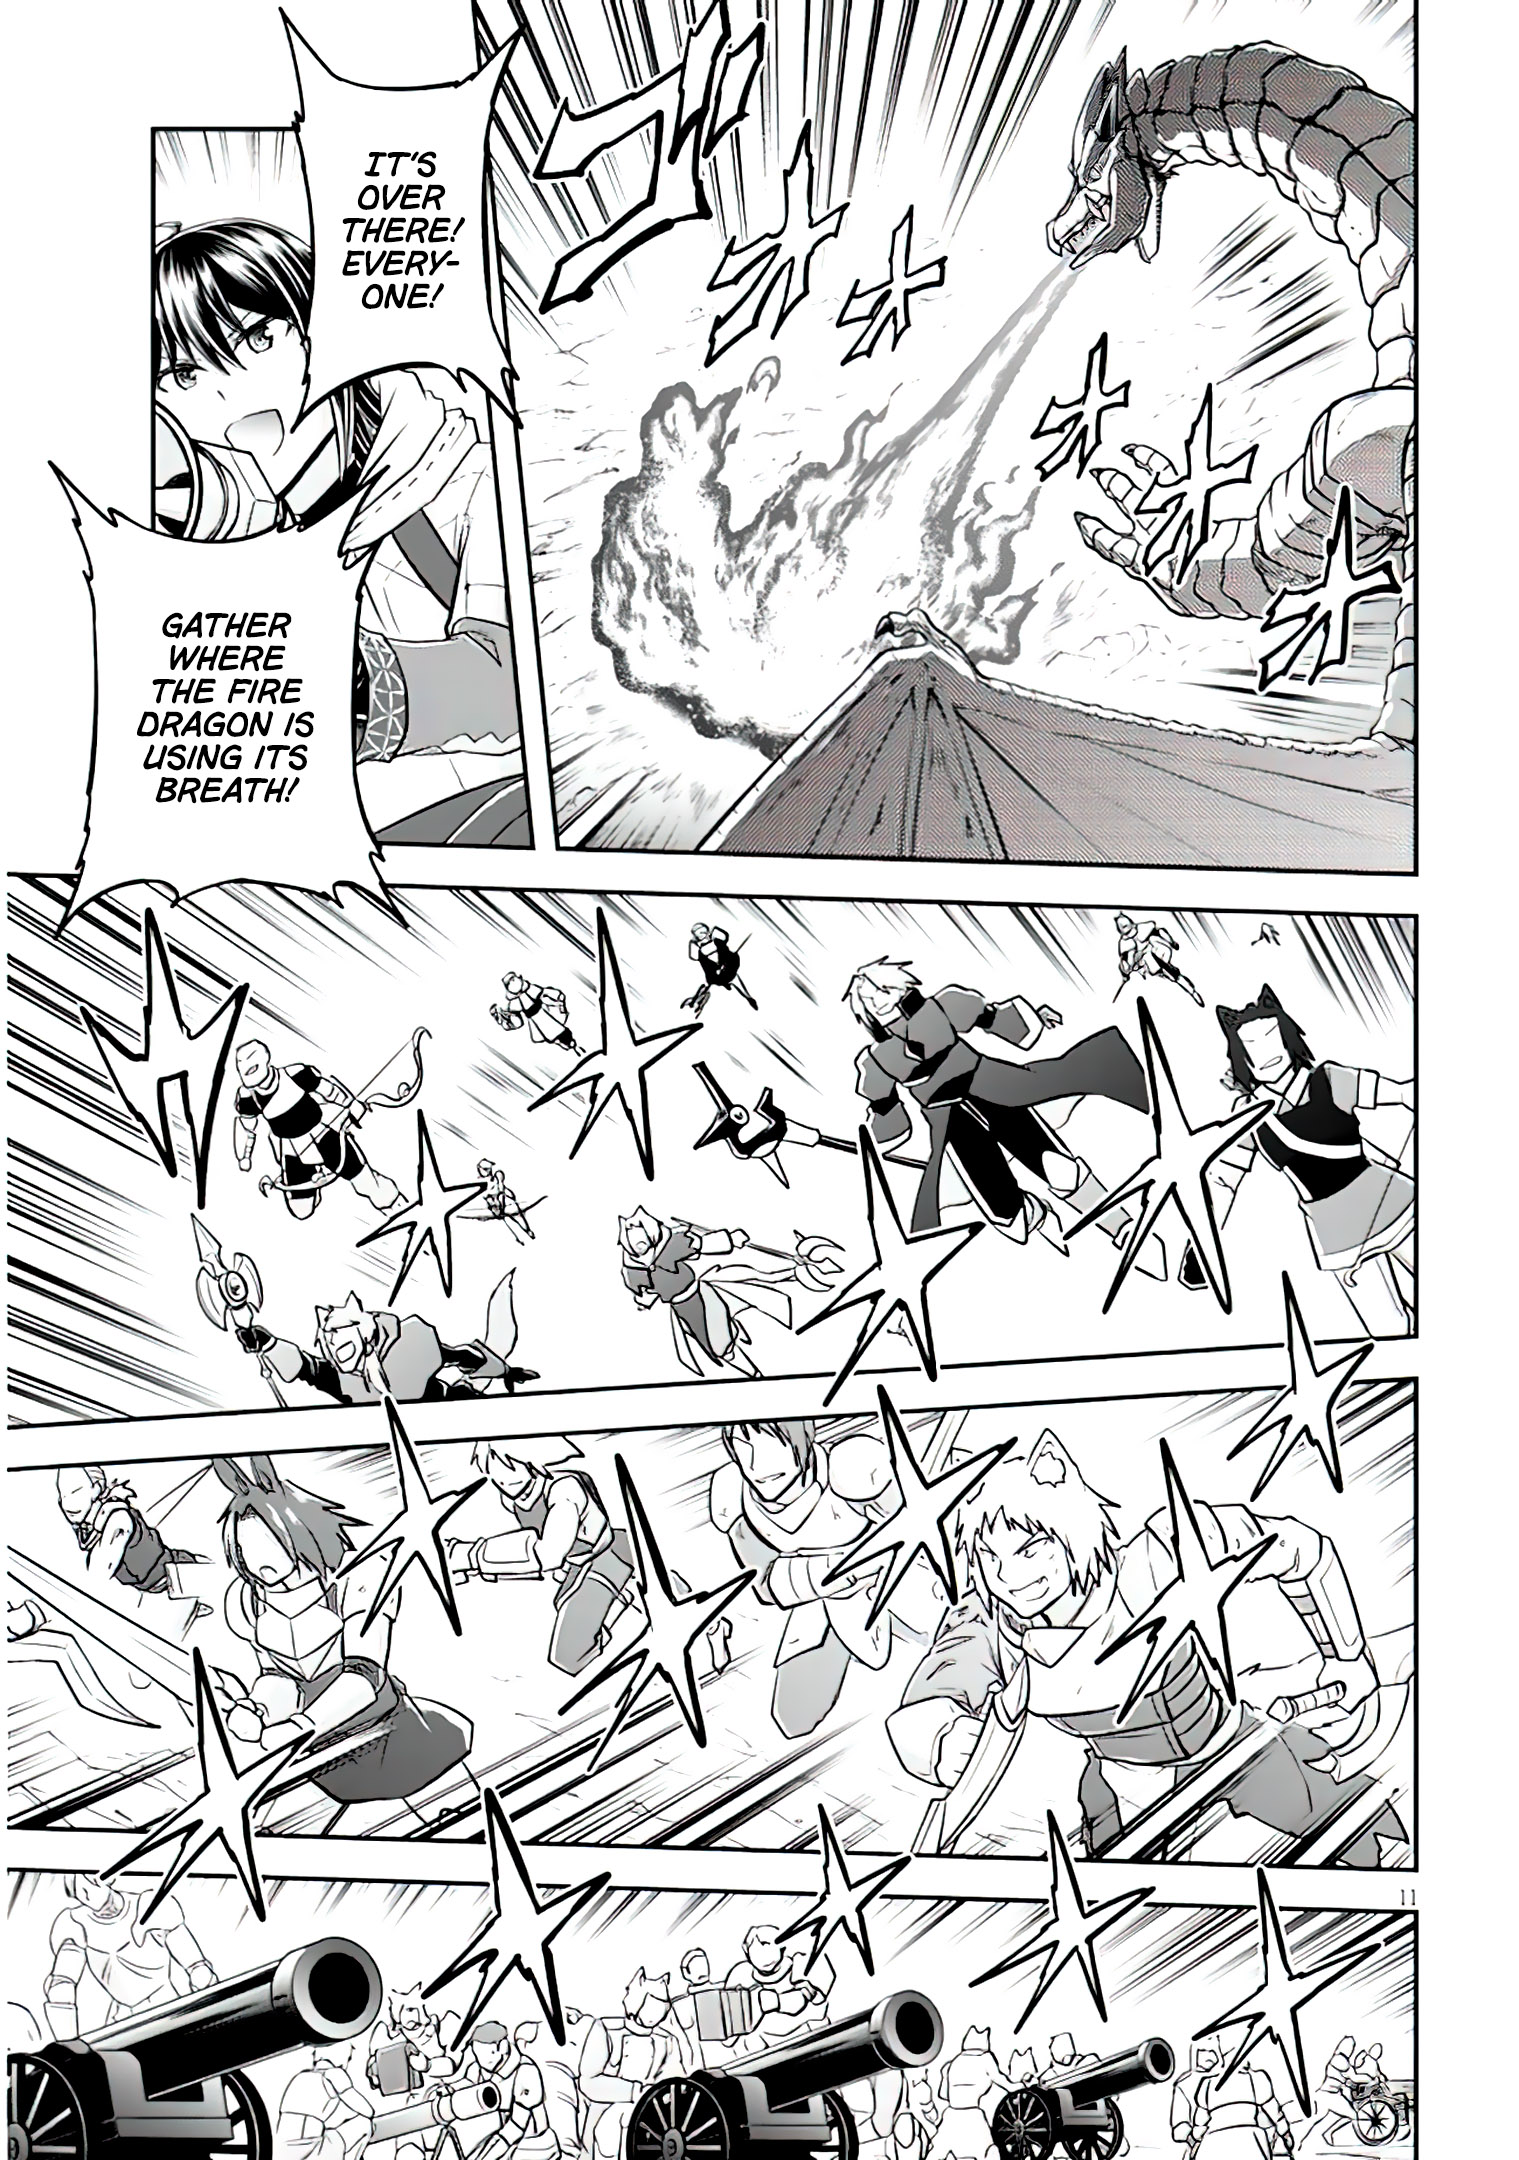 ゴオオオオオオ
IT'S
OVER
THERE!
EVERY-
ONE!
GATHER
WHERE
THE FIRE
DRAGON IS
USING ITS
BREATH!
11